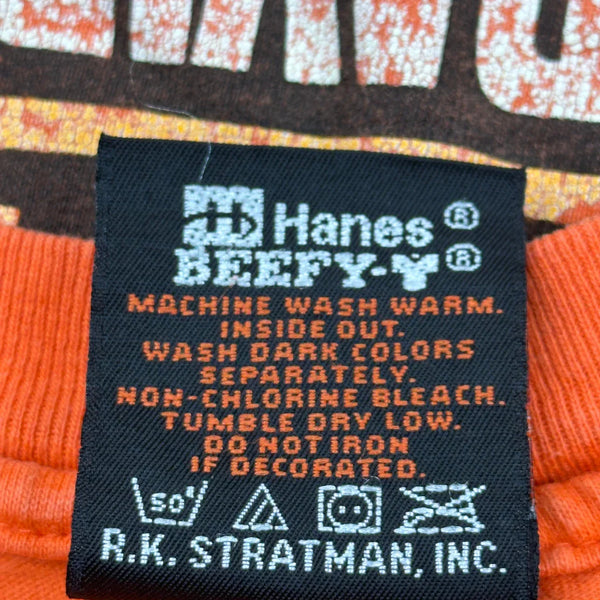 Hanes®
BEEFY-T®
MACHINE WASH WARM.
INSIDE OUT.
WASH DARK COLORS
SEPARATELY.
NON-CHLORINE BLEACH.
TUMBLE DRY LOW.
DO NOT IRON
IF DECORATED.
50°
R.K. STRATMAN, INC.